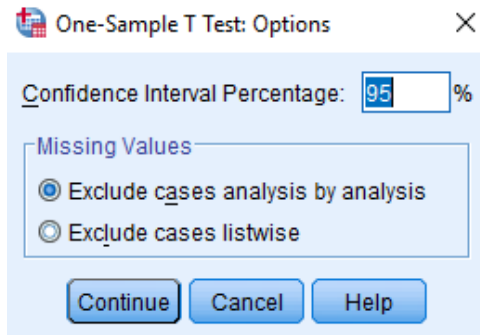 One-Sample T Test: Options
Confidence Interval Percentage: 95 %
Missing Values
Exclude cases analysis by analysis
Exclude cases listwise
Continue Cancel Help